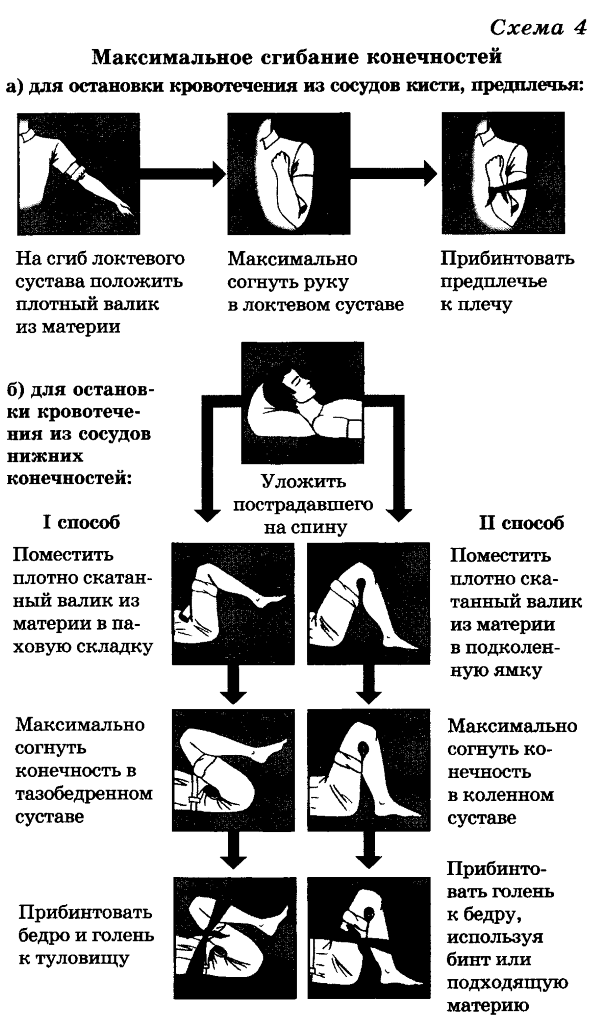 Схема 4
Максимальное сгибание конечностей
а) для остановки кровотечения из сосудов кисти, предплечья:
На сгиб локтевого
сустава положить
плотный валик
из материи
Максимально
согнуть руку
в локтевом суставе
Прибинтовать
предплечье
к плечу
б) для останов-
ки кровотече-
ния из сосудов
нижних
конечностей:
Уложить
пострадавшего
на спину
I способ
Поместить
плотно скатан-
ный валик из
материи в па-
ховую складку
Максимально
согнуть
конечность в
тазобедренном
суставе
Прибинтовать
бедро и голень
к туловищу
II способ
Поместить
плотно ска-
танный валик
из материи
в подколен-
ную ямку
Максимально
согнуть ко-
нечность
в коленном
суставе
Прибинто-
вать голень
к бедру,
используя
бинт или
подходящую
материю